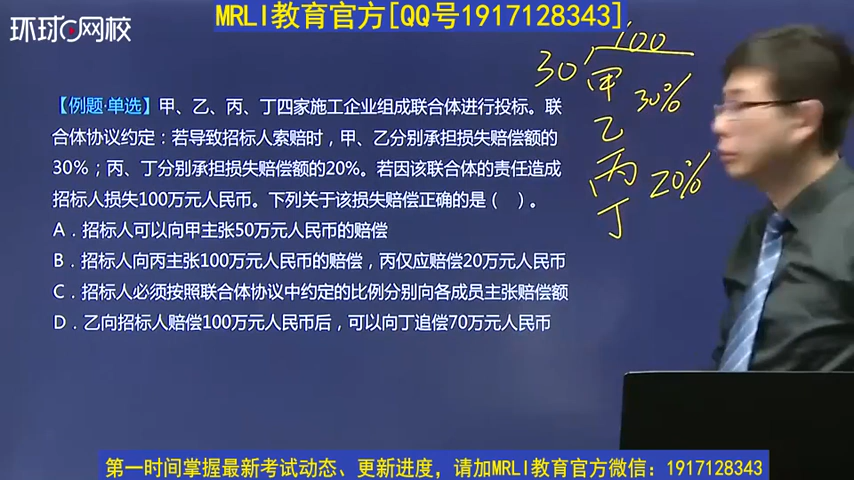 MRLI教育官方[QQ号1917128343]
环球网校
【例题·单选】甲、乙、丙、丁四家施工企业组成联合体进行投标。联
合体协议约定：若导致招标人索赔时，甲、乙分别承担损失赔偿额的
30%；丙、丁分别承担损失赔偿额的20%。若因该联合体的责任造成
招标人损失100万元人民币。下列关于该损失赔偿正确的是（　）。
A．招标人可以向甲主张50万元人民币的赔偿
B．招标人向丙主张100万元人民币的赔偿，丙仅应赔偿20万元人民币
C．招标人必须按照联合体协议中约定的比例分别向各成员主张赔偿额
D．乙向招标人赔偿100万元人民币后，可以向丁追偿70万元人民币
100
30 甲 30%
乙
丙 20%
丁
第一时间掌握最新考试动态、更新进度，请加MRLI教育官方微信：1917128343